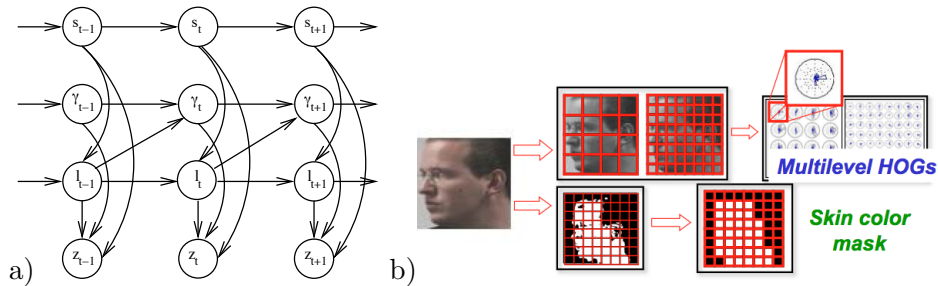 s_{t-1} s_t s_{t+1}
γ_{t-1} γ_t γ_{t+1}
l_{t-1} l_t l_{t+1}
z_{t-1} z_t z_{t+1}
a)
b)
Multilevel HOGs
Skin color
mask